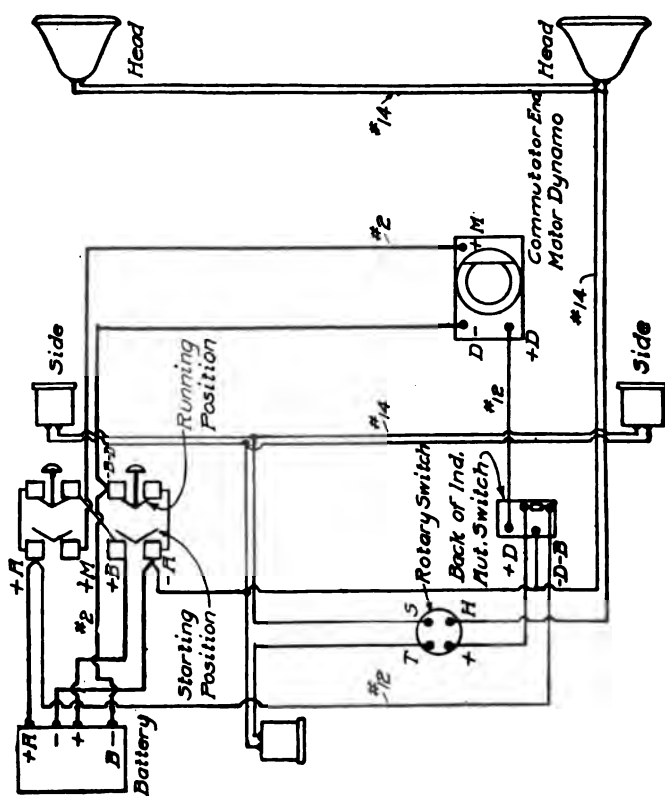 Head
Head
#14
Commutator End
Motor Dynamo
#2
+M
D-
+D
#14
Side
Side
Running
Position
#14
#12
-B-D
Rotary Switch
Back of Ind.
Aut. Switch
+A
+M
+B
-A
#2
Starting
Position
S
H
T
+
+D
-D-B
#12
+A
-
+
B-
Battery